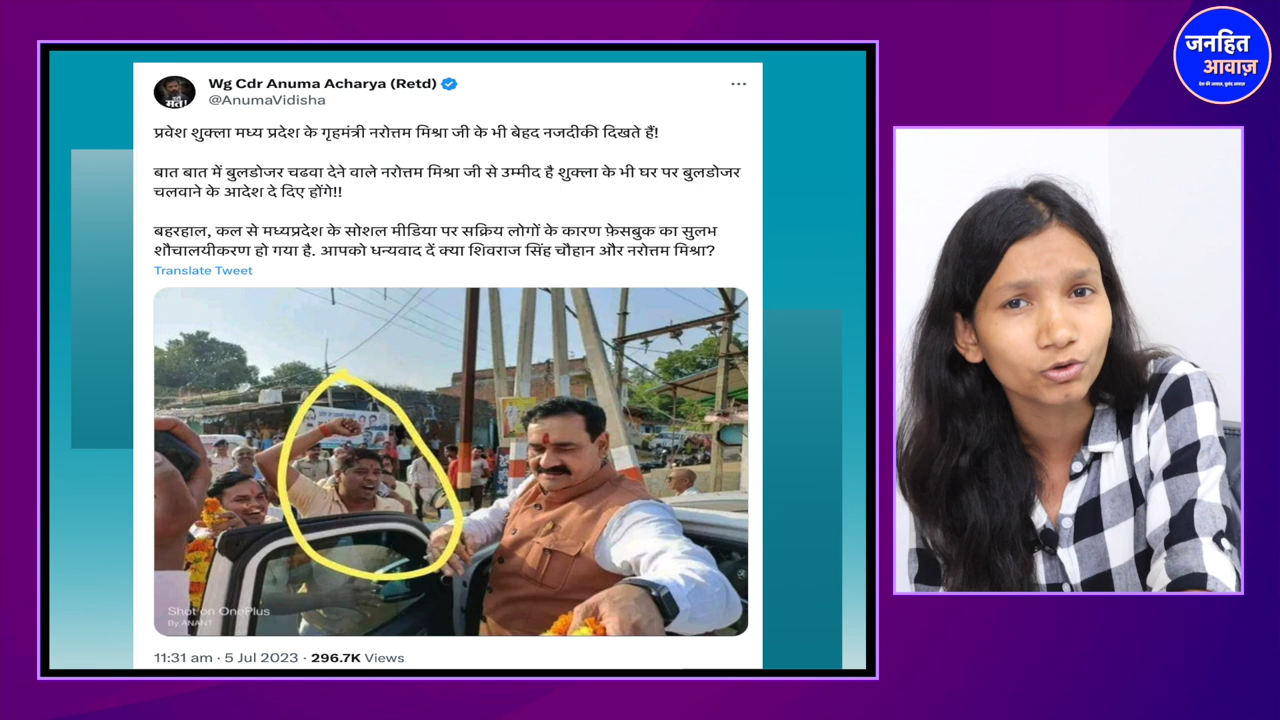 Wg Cdr Anuma Acharya (Retd)
@AnumaVidisha
प्रवेश शुक्ला मध्य प्रदेश के गृहमंत्री नरोत्तम मिश्रा जी के भी बेहद नजदीकी दिखते हैं!
बात बात में बुलडोजर चढवा देने वाले नरोत्तम मिश्रा जी से उम्मीद है शुक्ला के भी घर पर बुलडोजर
चलवाने के आदेश दे दिए होंगे!!
बहरहाल, कल से मध्यप्रदेश के सोशल मीडिया पर सक्रिय लोगों के कारण फ़ेसबुक का सुलभ
शौचालयीकरण हो गया है. आपको धन्यवाद दें क्या शिवराज सिंह चौहान और नरोत्तम मिश्रा?
Translate Tweet
Shot on OnePlus
By ANANT
11:31 am · 5 Jul 2023 · 296.7K Views
जनहित
आवाज़